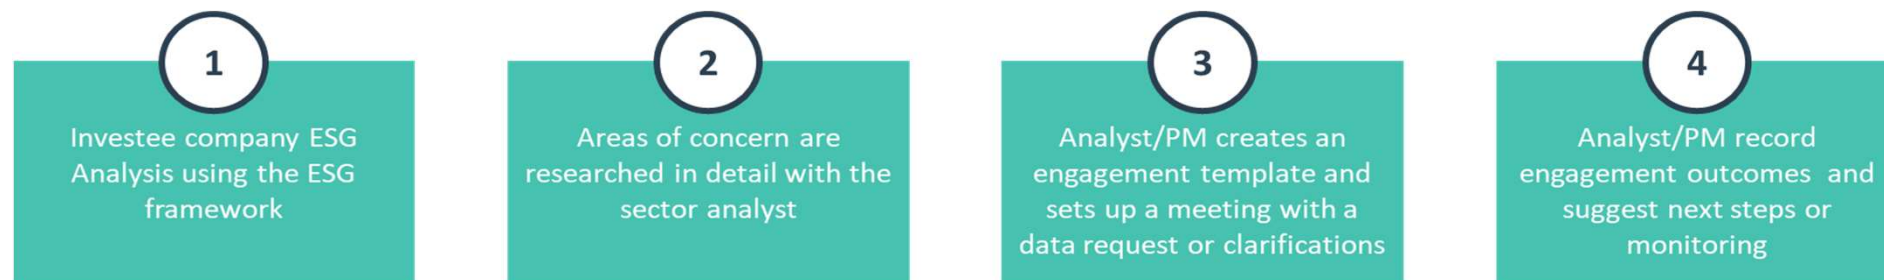 1
Investee company ESG
Analysis using the ESG
framework
2
Areas of concern are
researched in detail with the
sector analyst
3
Analyst/PM creates an
engagement template and
sets up a meeting with a
data request or clarifications
4
Analyst/PM record
engagement outcomes and
suggest next steps or
monitoring